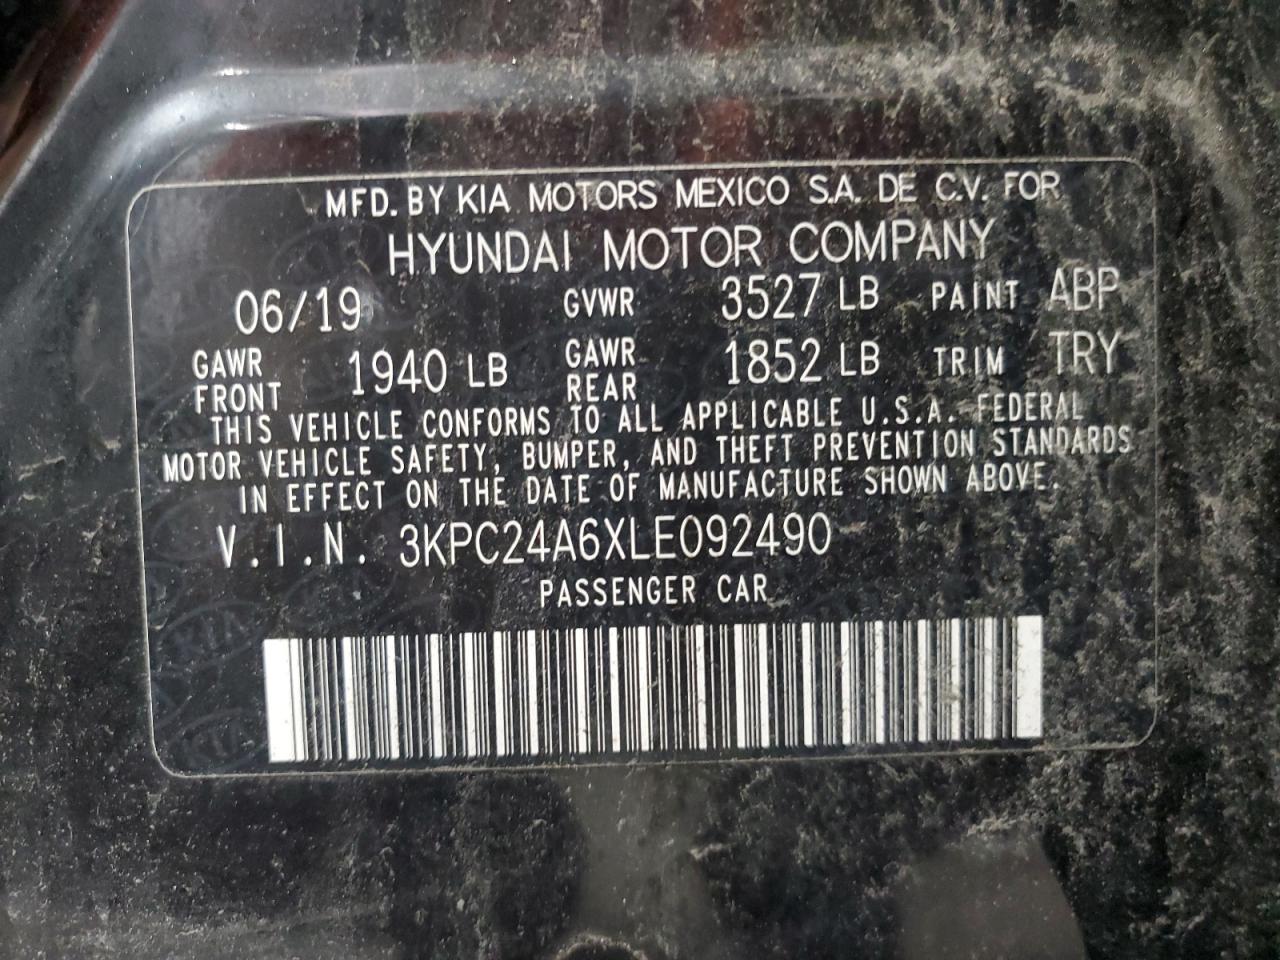 MFD. BY KIA MOTORS MEXICO S.A. DE C.V. FOR
HYUNDAI MOTOR COMPANY
06/19 GVWR 3527 LB PAINT ABP
GAWR FRONT 1940 LB GAWR REAR 1852 LB TRIM TRY
THIS VEHICLE CONFORMS TO ALL APPLICABLE U.S.A. FEDERAL
MOTOR VEHICLE SAFETY, BUMPER, AND THEFT PREVENTION STANDARDS
IN EFFECT ON THE DATE OF MANUFACTURE SHOWN ABOVE.
V.I.N. 3KPC24A6XLE092490
PASSENGER CAR